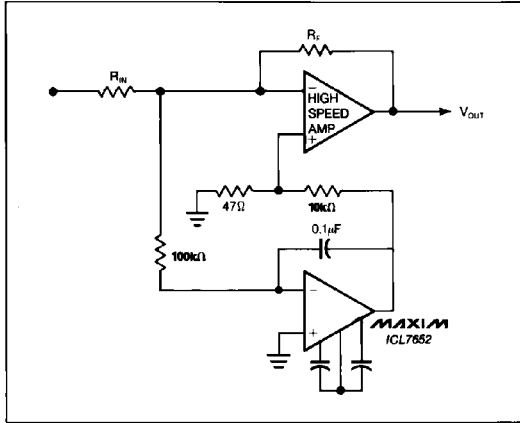 R_IN
R_F
−
HIGH
SPEED
AMP
+
V_OUT
47Ω
10kΩ
0.1µF
100kΩ
−
+
MAXIM
ICL7652